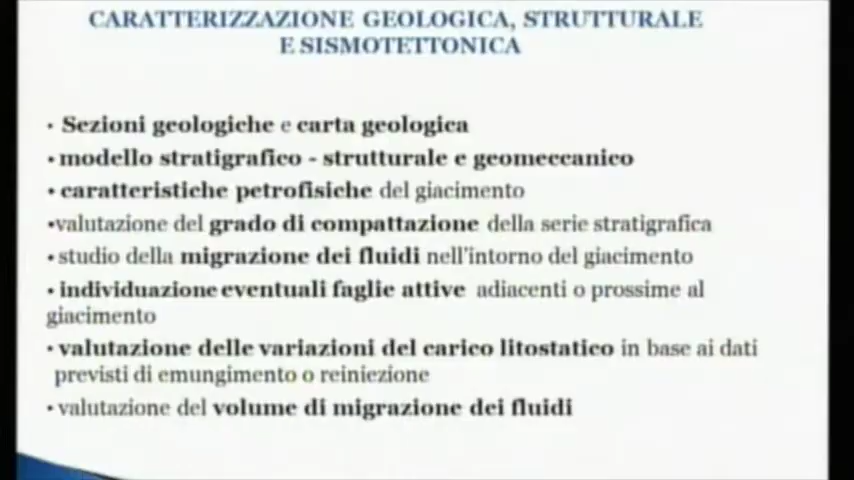 CARATTERIZZAZIONE GEOLOGICA, STRUTTURALE
E SISMOTETTONICA
• Sezioni geologiche e carta geologica
• modello stratigrafico - strutturale e geomeccanico
• caratteristiche petrofisiche del giacimento
•valutazione del grado di compattazione della serie stratigrafica
• studio della migrazione dei fluidi nell'intorno del giacimento
• individuazione eventuali faglie attive adiacenti o prossime al
giacimento
• valutazione delle variazioni del carico litostatico in base ai dati
previsti di emungimento o reiniezione
• valutazione del volume di migrazione dei fluidi